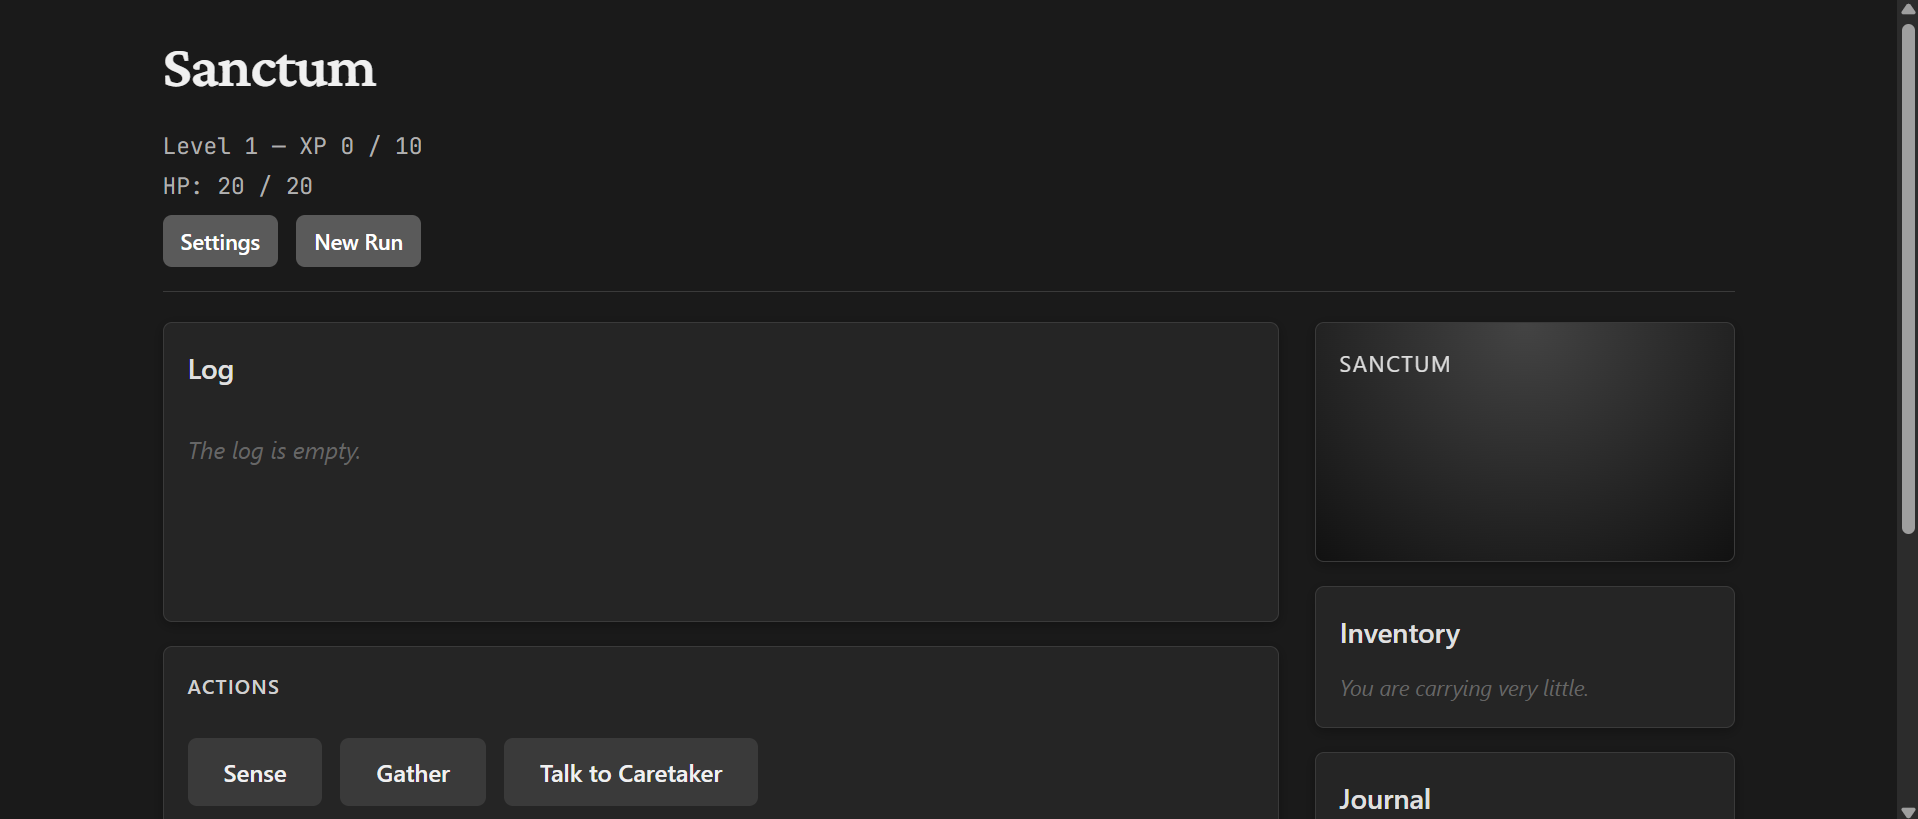 Sanctum
Level 1 — XP 0 / 10
HP: 20 / 20
Settings
New Run
Log
The log is empty.
ACTIONS
Sense
Gather
Talk to Caretaker
SANCTUM
Inventory
You are carrying very little.
Journal